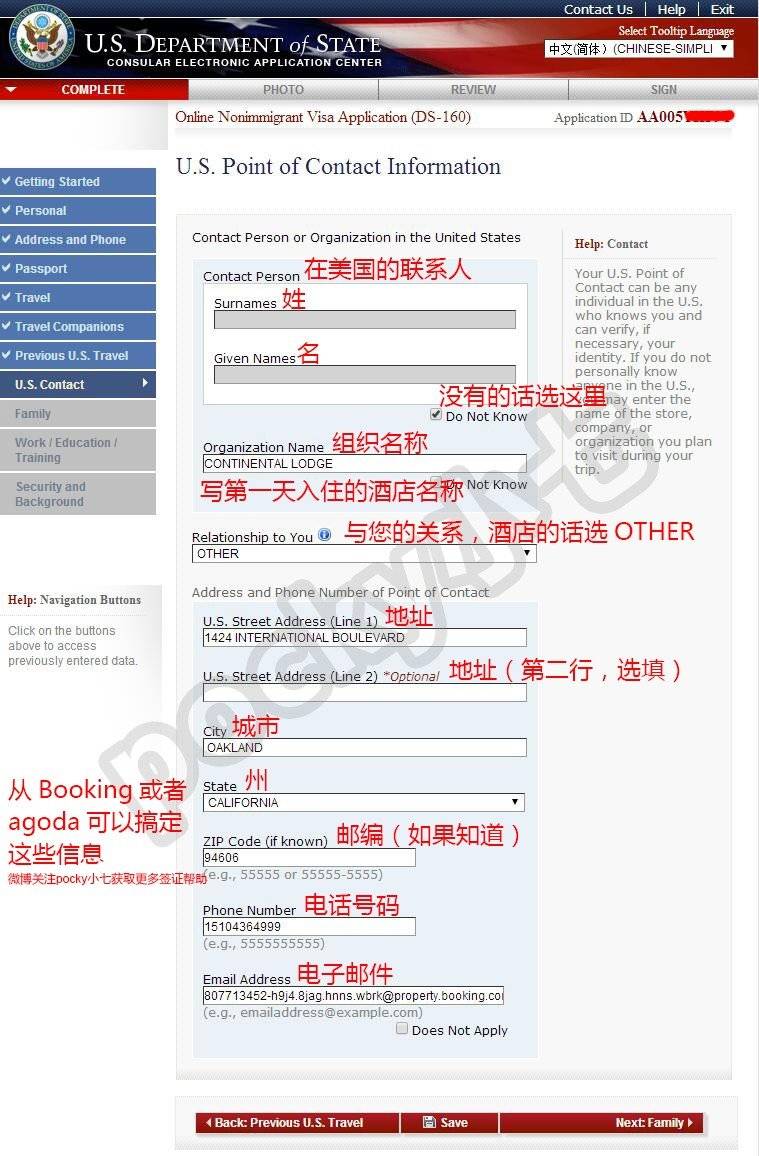 Contact Us | Help | Exit
U.S. DEPARTMENT of STATE
CONSULAR ELECTRONIC APPLICATION CENTER
Select Tooltip Language
中文(简体) (CHINESE-SIMPLI
COMPLETE PHOTO REVIEW SIGN
Online Nonimmigrant Visa Application (DS-160)
Application ID AA005
U.S. Point of Contact Information
Getting Started
Personal
Address and Phone
Passport
Travel
Travel Companions
Previous U.S. Travel
U.S. Contact
Family
Work / Education /
Training
Security and
Background
Help: Navigation Buttons
Click on the buttons
above to access
previously entered data.
从 Booking 或者
agoda 可以搞定
这些信息
微博关注pocky小七获取更多签证帮助
Contact Person or Organization in the United States
Contact Person 在美国的联系人
Surnames 姓
Given Names 名
没有的话选这里
Do Not Know
Organization Name 组织名称
CONTINENTAL LODGE
写第一天入住的酒店名称
Do Not Know
Relationship to You 与您的关系，酒店的话选 OTHER
OTHER
Address and Phone Number of Point of Contact
U.S. Street Address (Line 1) 地址
1424 INTERNATIONAL BOULEVARD
U.S. Street Address (Line 2) *Optional 地址（第二行，选填）
City 城市
OAKLAND
State 州
CALIFORNIA
ZIP Code (if known) 邮编（如果知道）
94606
(e.g., 55555 or 55555-5555)
Phone Number 电话号码
15104364999
(e.g., 5555555555)
Email Address 电子邮件
807713452-h9j4.8jag.hnns.wbrk@property.booking.co
(e.g., emailaddress@example.com)
Does Not Apply
Help: Contact
Your U.S. Point of
Contact can be any
individual in the U.S.
who knows you and
can verify, if
necessary, your
identity. If you do not
personally know
anyone in the U.S.,
you may enter the
name of the store,
company, or
organization you plan
to visit during your
trip.
Back: Previous U.S. Travel
Save
Next: Family